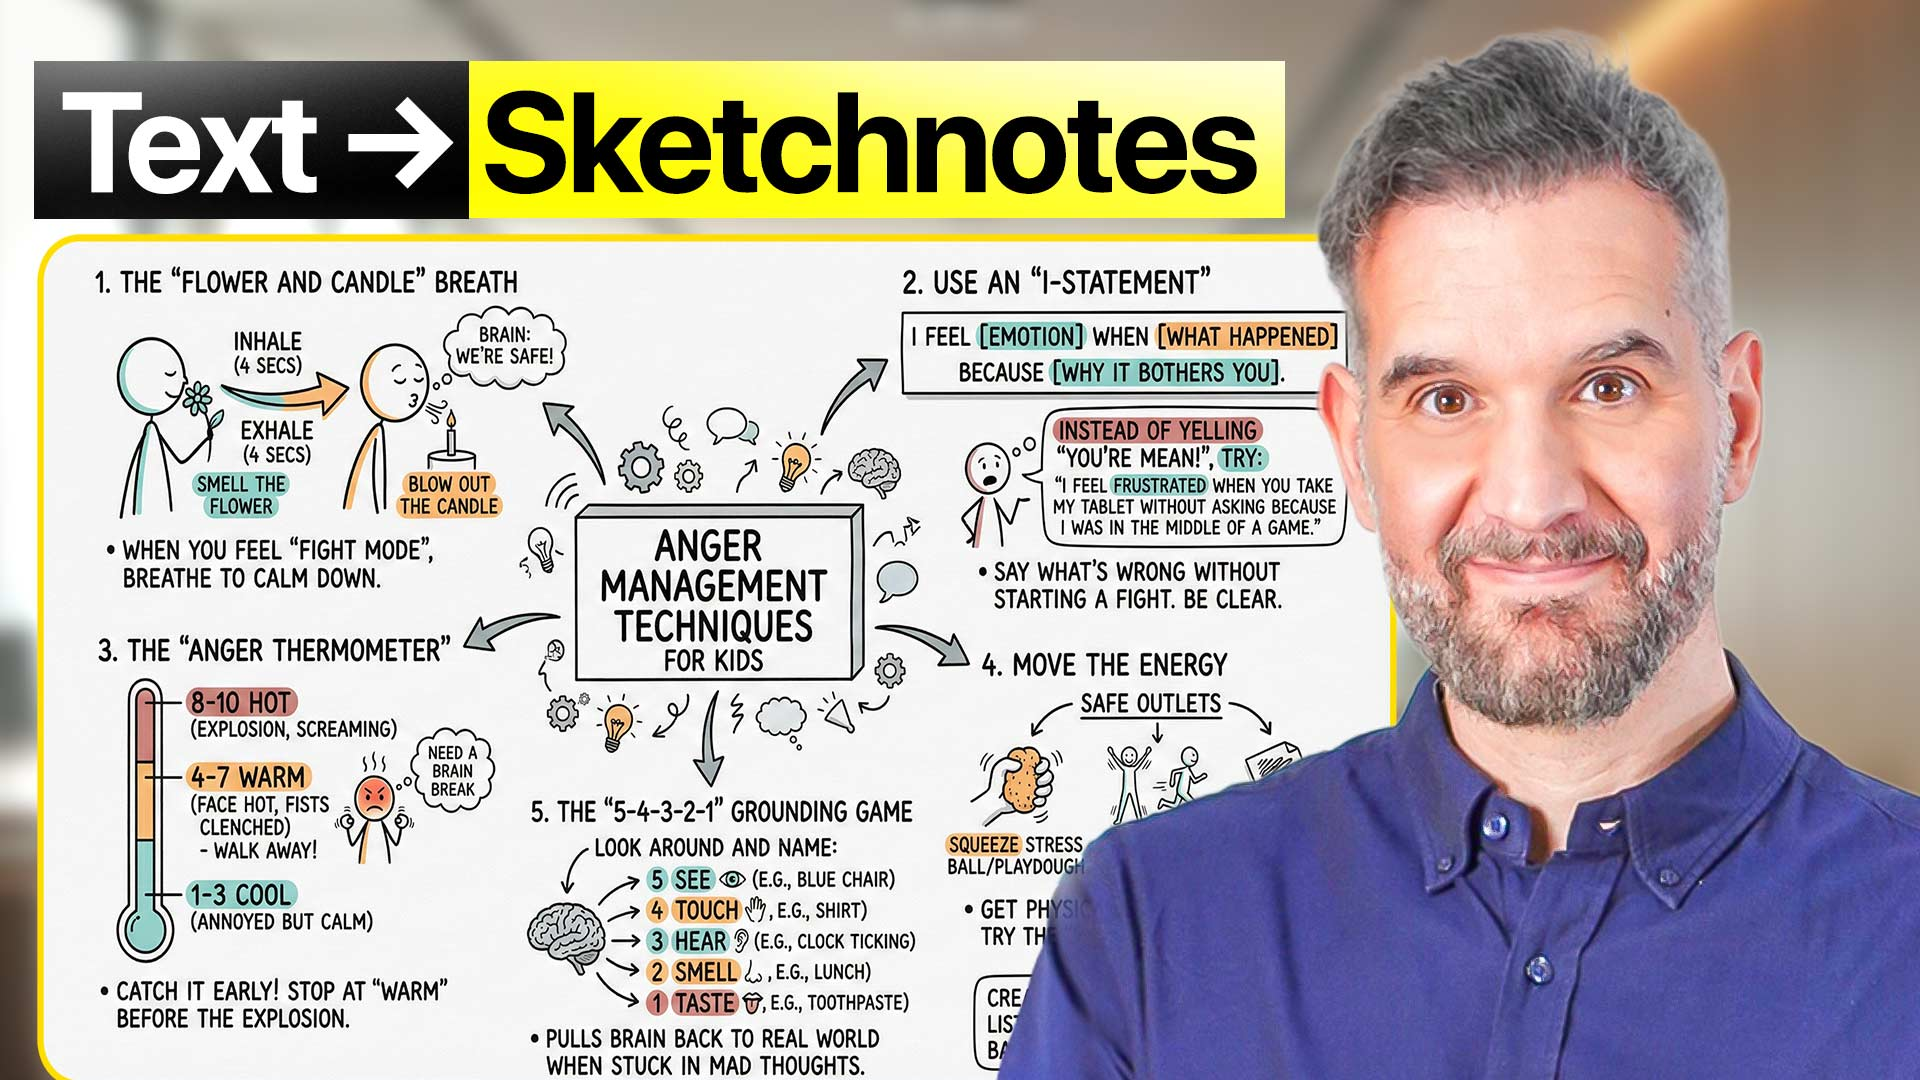 Text → Sketchnotes
1. THE “FLOWER AND CANDLE” BREATH
INHALE
(4 SECS)
EXHALE
(4 SECS)
SMELL THE
FLOWER
BRAIN:
WE'RE SAFE!
BLOW OUT
THE CANDLE
• WHEN YOU FEEL “FIGHT MODE”,
BREATHE TO CALM DOWN.
2. USE AN “I-STATEMENT”
I FEEL [EMOTION] WHEN [WHAT HAPPENED]
BECAUSE [WHY IT BOTHERS YOU].
INSTEAD OF YELLING
“YOU'RE MEAN!”, TRY:
“I FEEL FRUSTRATED WHEN YOU TAKE
MY TABLET WITHOUT ASKING BECAUSE
I WAS IN THE MIDDLE OF A GAME.”
• SAY WHAT'S WRONG WITHOUT
STARTING A FIGHT. BE CLEAR.
ANGER
MANAGEMENT
TECHNIQUES
FOR KIDS
3. THE “ANGER THERMOMETER”
8-10 HOT
(EXPLOSION, SCREAMING)
4-7 WARM
(FACE HOT, FISTS
CLENCHED)
- WALK AWAY!
1-3 COOL
(ANNOYED BUT CALM)
NEED A
BRAIN
BREAK
• CATCH IT EARLY! STOP AT “WARM”
BEFORE THE EXPLOSION.
4. MOVE THE ENERGY
SAFE OUTLETS
SQUEEZE STRESS
BALL/PLAYDOUGH
• GET PHYSI
TRY THE
CRE
LIS
BA
5. THE “5-4-3-2-1” GROUNDING GAME
LOOK AROUND AND NAME:
5 SEE (E.G., BLUE CHAIR)
4 TOUCH , E.G., SHIRT)
3 HEAR (E.G., CLOCK TICKING)
2 SMELL , E.G., LUNCH)
1 TASTE , E.G., TOOTHPASTE)
• PULLS BRAIN BACK TO REAL WORLD
WHEN STUCK IN MAD THOUGHTS.